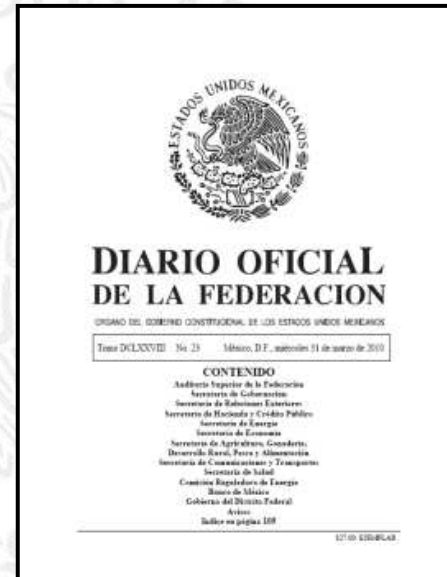 ESTADOS UNIDOS MEXICANOS
DIARIO OFICIAL
DE LA FEDERACION
ORGANO DEL GOBIERNO CONSTITUCIONAL DE LOS ESTADOS UNIDOS MEXICANOS
Tomo DCLXXVIII No. 23 México, D.F., miércoles 31 de marzo de 2010
CONTENIDO
Auditoría Superior de la Federacion
Secretaría de Gobernacion
Secretaría de Relaciones Exteriores
Secretaría de Hacienda y Crédito Público
Secretaría de Energía
Secretaría de Economía
Secretaría de Agricultura, Ganadería,
Desarrollo Rural, Pesca y Alimentación
Secretaría de Comunicaciones y Transportes
Secretaría de Salud
Comisión Reguladora de Energía
Banco de México
Gobierno del Distrito Federal
Avisos
Indice en página 109
EJEMPLAR